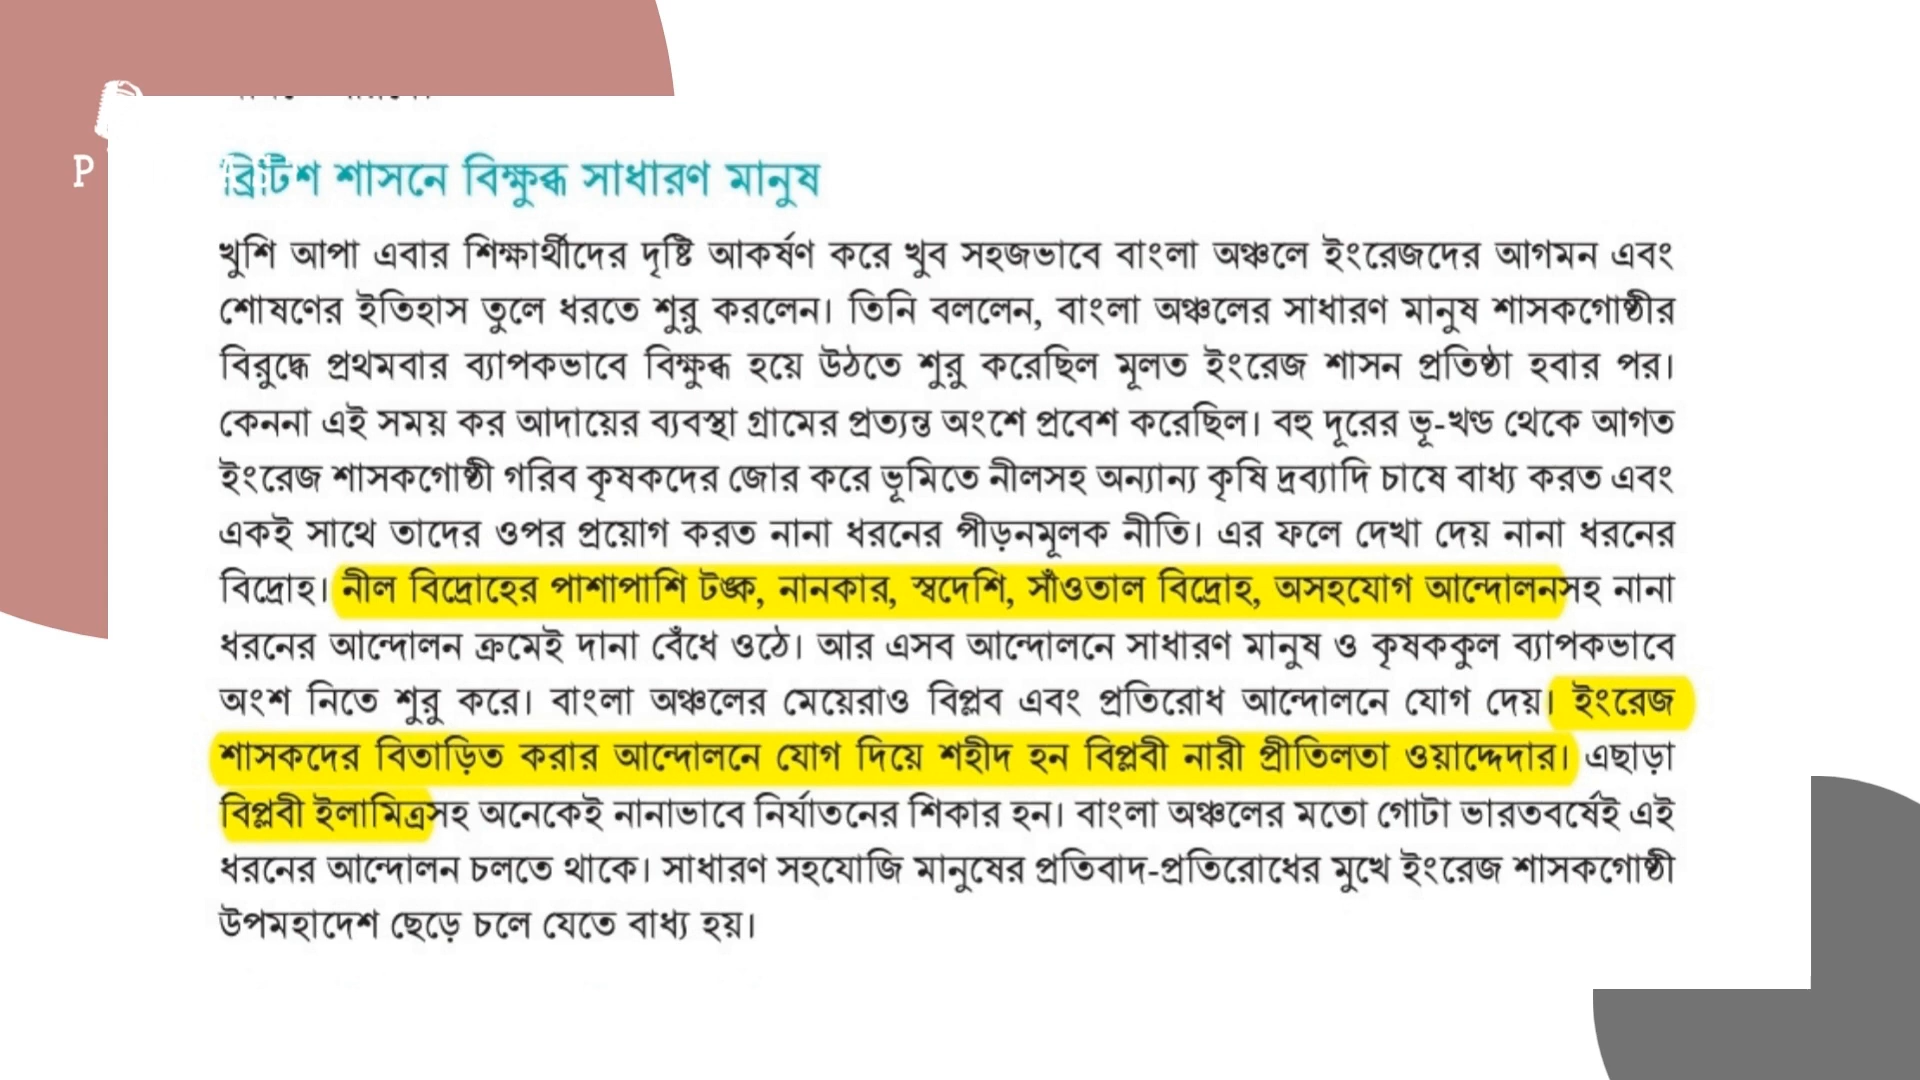 ব্রিটিশ শাসনে বিক্ষুব্ধ সাধারণ মানুষ
খুশি আপা এবার শিক্ষার্থীদের দৃষ্টি আকর্ষণ করে খুব সহজভাবে বাংলা অঞ্চলে ইংরেজদের আগমন এবং
শোষণের ইতিহাস তুলে ধরতে শুরু করলেন। তিনি বললেন, বাংলা অঞ্চলের সাধারণ মানুষ শাসকগোষ্ঠীর
বিরুদ্ধে প্রথমবার ব্যাপকভাবে বিক্ষুব্ধ হয়ে উঠতে শুরু করেছিল মূলত ইংরেজ শাসন প্রতিষ্ঠা হবার পর।
কেননা এই সময় কর আদায়ের ব্যবস্থা গ্রামের প্রত্যন্ত অংশে প্রবেশ করেছিল। বহু দূরের ভূ-খণ্ড থেকে আগত
ইংরেজ শাসকগোষ্ঠী গরিব কৃষকদের জোর করে ভূমিতে নীলসহ অন্যান্য কৃষি দ্রব্যাদি চাষে বাধ্য করত এবং
একই সাথে তাদের ওপর প্রয়োগ করত নানা ধরনের পীড়নমূলক নীতি। এর ফলে দেখা দেয় নানা ধরনের
বিদ্রোহ। নীল বিদ্রোহের পাশাপাশি টঙ্ক, নানকার, স্বদেশি, সাঁওতাল বিদ্রোহ, অসহযোগ আন্দোলনসহ নানা
ধরনের আন্দোলন ক্রমেই দানা বেঁধে ওঠে। আর এসব আন্দোলনে সাধারণ মানুষ ও কৃষককুল ব্যাপকভাবে
অংশ নিতে শুরু করে। বাংলা অঞ্চলের মেয়েরাও বিপ্লব এবং প্রতিরোধ আন্দোলনে যোগ দেয়। ইংরেজ
শাসকদের বিতাড়িত করার আন্দোলনে যোগ দিয়ে শহীদ হন বিপ্লবী নারী প্রীতিলতা ওয়াদ্দেদার। এছাড়া
বিপ্লবী ইলামিত্রসহ অনেকেই নানাভাবে নির্যাতনের শিকার হন। বাংলা অঞ্চলের মতো গোটা ভারতবর্ষেই এই
ধরনের আন্দোলন চলতে থাকে। সাধারণ সহযোজি মানুষের প্রতিবাদ-প্রতিরোধের মুখে ইংরেজ শাসকগোষ্ঠী
উপমহাদেশ ছেড়ে চলে যেতে বাধ্য হয়।